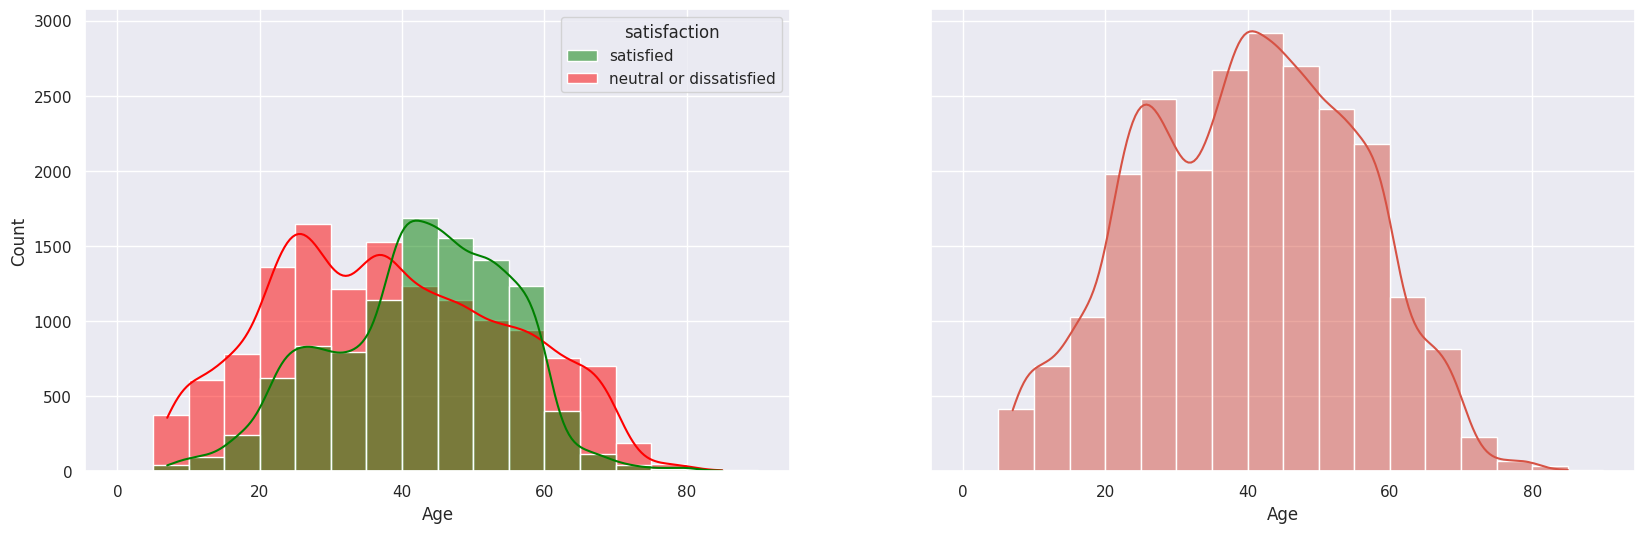 3000
2500
2000
1500
1000
500
0
Count
0 20 40 60 80
Age
satisfaction
satisfied
neutral or dissatisfied
0 20 40 60 80
Age